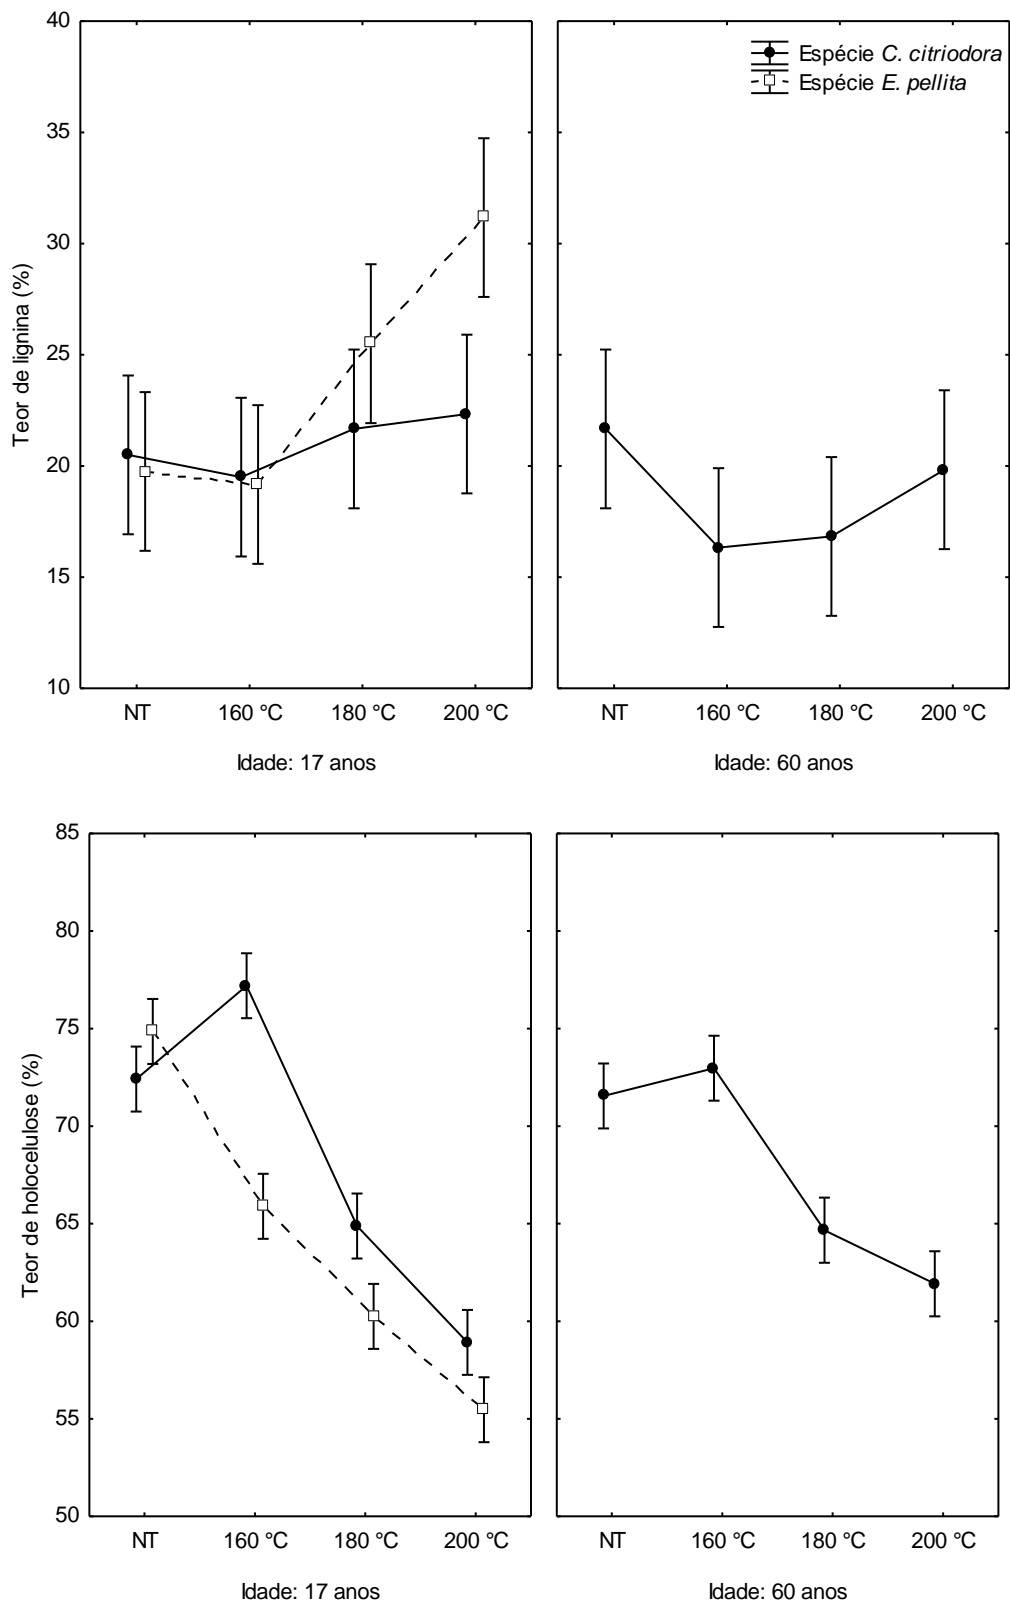 40
35
30
25
20
15
10
Teor de lignina (%)
Espécie C. citriodora
Espécie E. pellita
NT 160 °C 180 °C 200 °C
NT 160 °C 180 °C 200 °C
Idade: 17 anos
Idade: 60 anos
85
80
75
70
65
60
55
50
Teor de holocelulose (%)
NT 160 °C 180 °C 200 °C
NT 160 °C 180 °C 200 °C
Idade: 17 anos
Idade: 60 anos